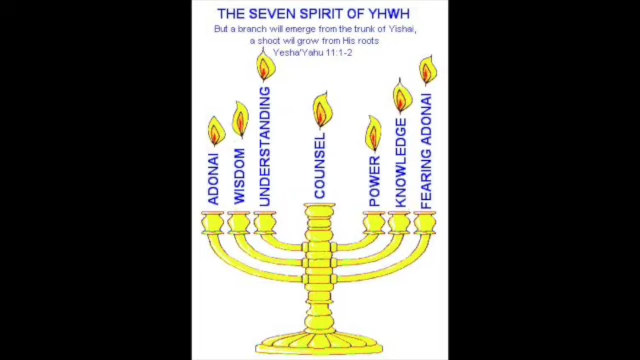 THE SEVEN SPIRIT OF YHWH
But a branch will emerge from the trunk of Yishai,
a shoot wil grow from His roots
Yesha'Yahu 11:1-2
ADONAI
WISDOM
UNDERSTANDING
COUNSEL
POWER
KNOWLEDGE
FEARING ADONAI